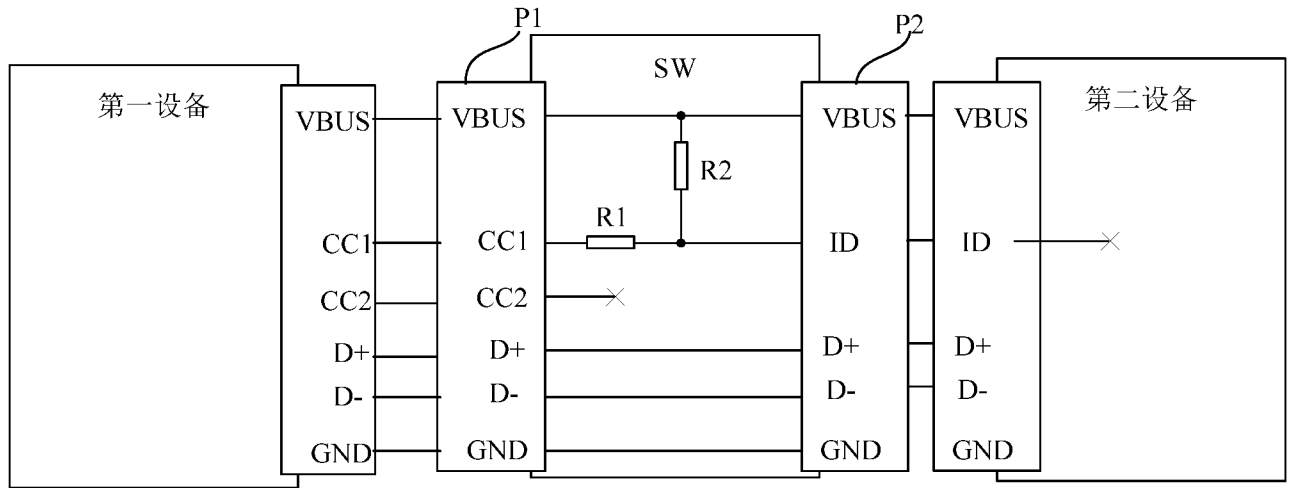 P1
P2
SW
第一设备
第二设备
VBUS VBUS VBUS VBUS
R2
R1
CC1 CC1 ID ID
CC2 CC2
D+ D+ D+ D+
D- D- D- D-
GND GND GND GND